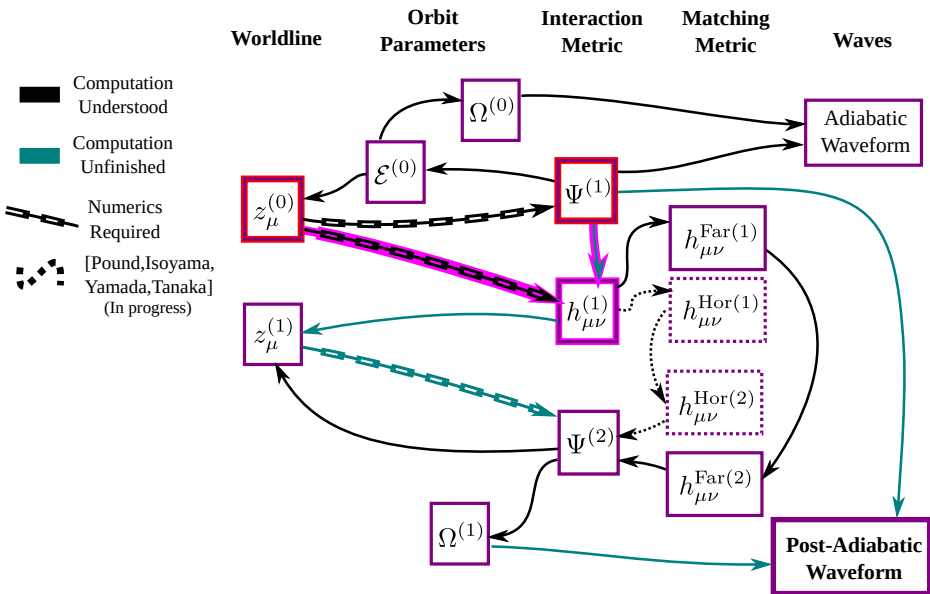 Worldline
Orbit
Parameters
Interaction
Metric
Matching
Metric
Waves
Computation
Understood
Computation
Unfinished
Numerics
Required
[Pound,Isoyama,
Yamada,Tanaka]
(In progress)
Ω^(0)
Adiabatic
Waveform
ℰ^(0)
z_μ^(0)
Ψ^(1)
h_μν^Far(1)
h_μν^(1)
h_μν^Hor(1)
z_μ^(1)
h_μν^Hor(2)
Ψ^(2)
h_μν^Far(2)
Ω^(1)
Post-Adiabatic
Waveform